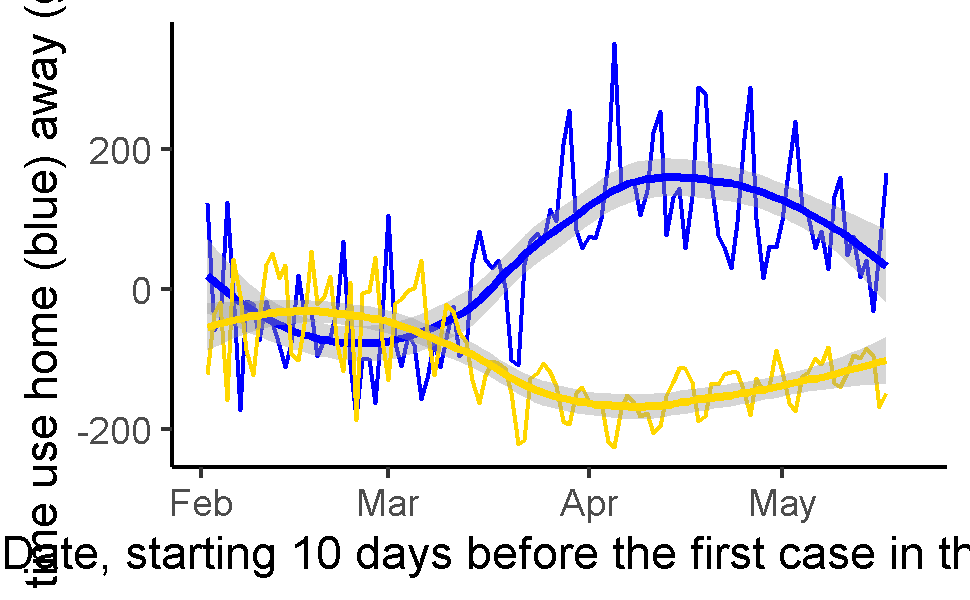 time use home (blue) away (
200
0
-200
Feb Mar Apr May
Date, starting 10 days before the first case in th